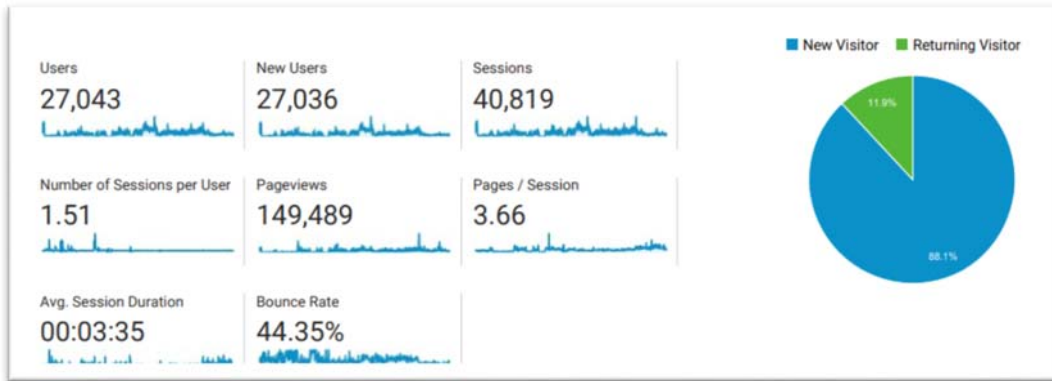 New Visitor Returning Visitor
Users New Users Sessions
27,043 27,036 40,819
Number of Sessions per User Pageviews Pages / Session
1.51 149,489 3.66
Avg. Session Duration Bounce Rate
00:03:35 44.35%
11.9%
88.1%